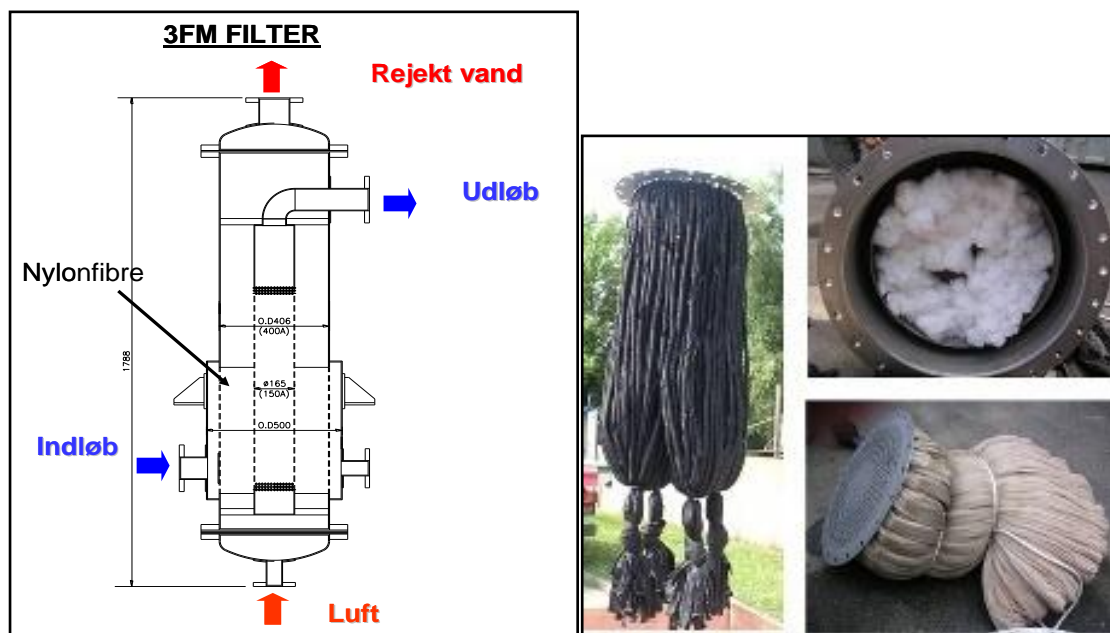 3FM FILTER
Rejekt vand
Udløb
Nylonfibre
O.D406
(400A)
1788
ø165
(150A)
O.D500
Indløb
Luft